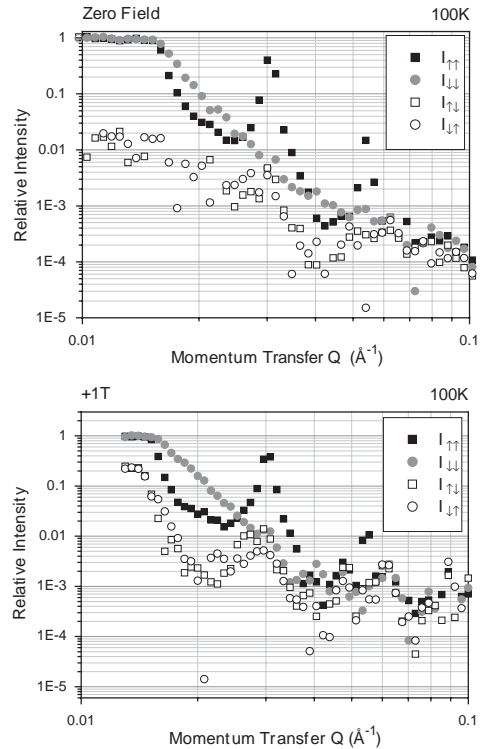 Zero Field 100K
1
0.1
0.01
1E-3
1E-4
1E-5
Relative Intensity
I↑↑
I↓↓
I↑↓
I↓↑
0.01 0.1
Momentum Transfer Q (Å-1)
+1T 100K
1
0.1
0.01
1E-3
1E-4
1E-5
Relative Intensity
I↑↑
I↓↓
I↑↓
I↓↑
0.01 0.1
Momentum Transfer Q (Å-1)